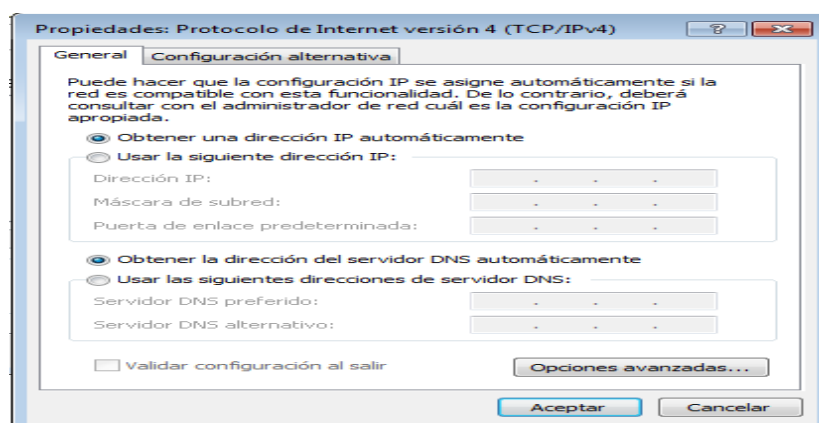 Propiedades: Protocolo de Internet versión 4 (TCP/IPv4)
General
Configuración alternativa
Puede hacer que la configuración IP se asigne automáticamente si la
red es compatible con esta funcionalidad. De lo contrario, deberá
consultar con el administrador de red cuál es la configuración IP
apropiada.
Obtener una dirección IP automáticamente
Usar la siguiente dirección IP:
Dirección IP:
Máscara de subred:
Puerta de enlace predeterminada:
Obtener la dirección del servidor DNS automáticamente
Usar las siguientes direcciones de servidor DNS:
Servidor DNS preferido:
Servidor DNS alternativo:
Validar configuración al salir
Opciones avanzadas...
Aceptar
Cancelar